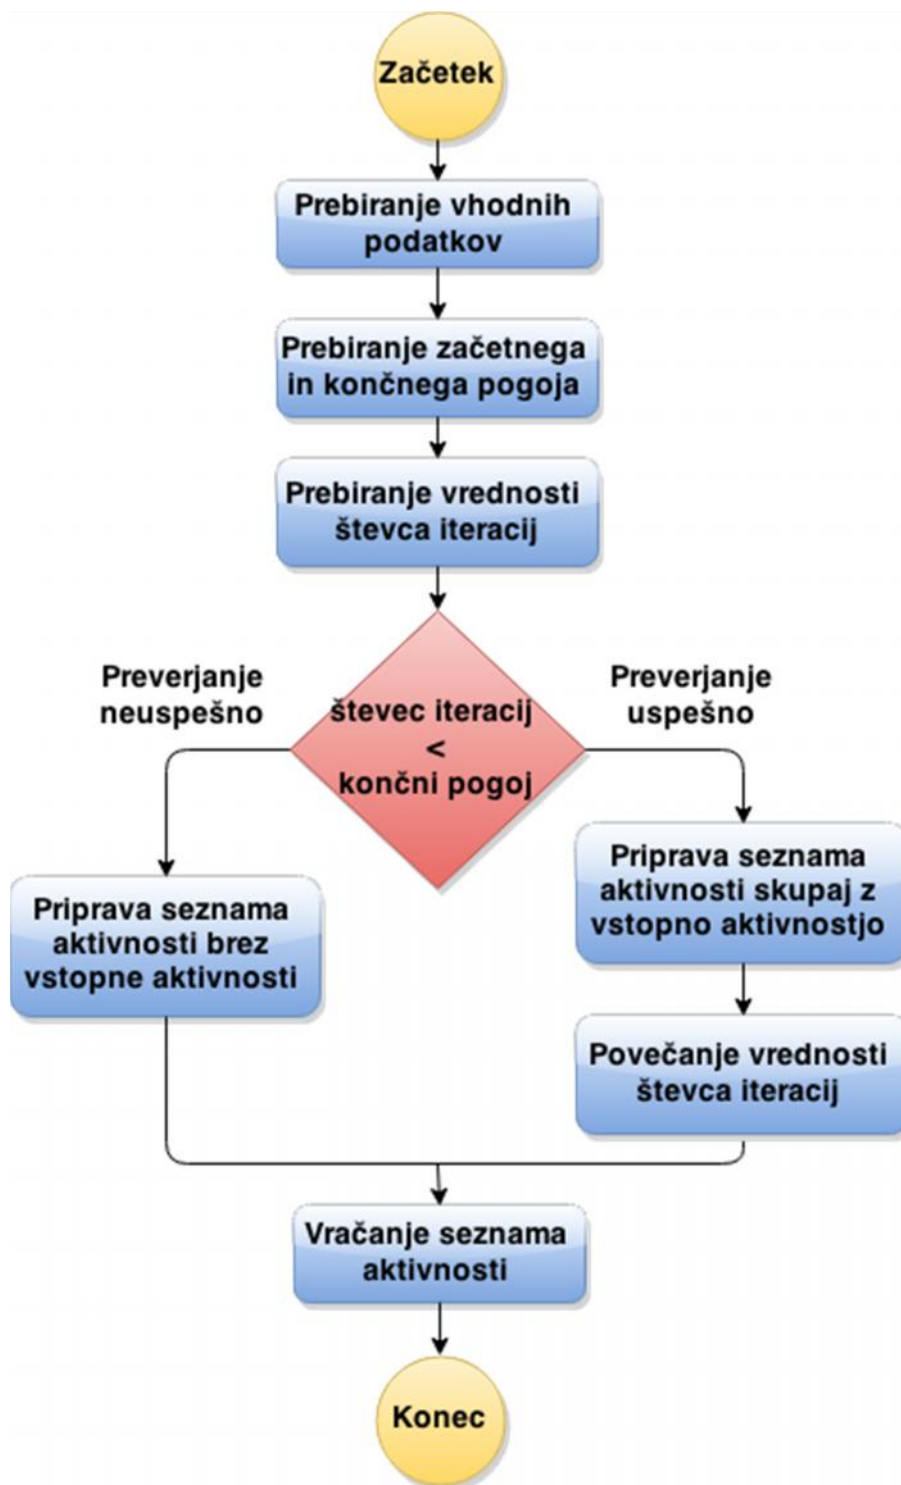 Začetek
Prebiranje vhodnih
podatkov
Prebiranje začetnega
in končnega pogoja
Prebiranje vrednosti
števca iteracij
števec iteracij
<
končni pogoj
Preverjanje
neuspešno
Preverjanje
uspešno
Priprava seznama
aktivnosti brez
vstopne aktivnosti
Priprava seznama
aktivnosti skupaj z
vstopno aktivnostjo
Povečanje vrednosti
števca iteracij
Vračanje seznama
aktivnosti
Konec